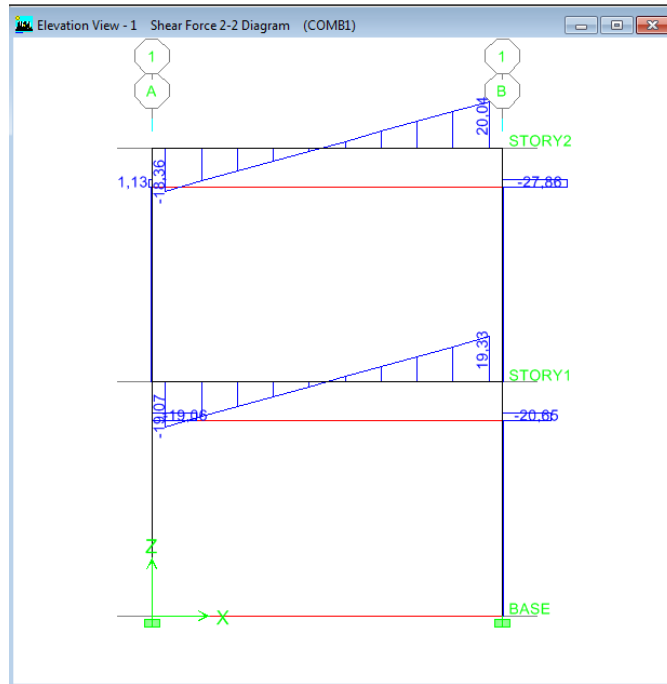 Elevation View - 1 Shear Force 2-2 Diagram (COMB1)
1
1
A
B
20,04
STORY2
1,13
-18,36
-27,86
19,33
STORY1
-19,07
-19,06
-20,65
Z
X
BASE